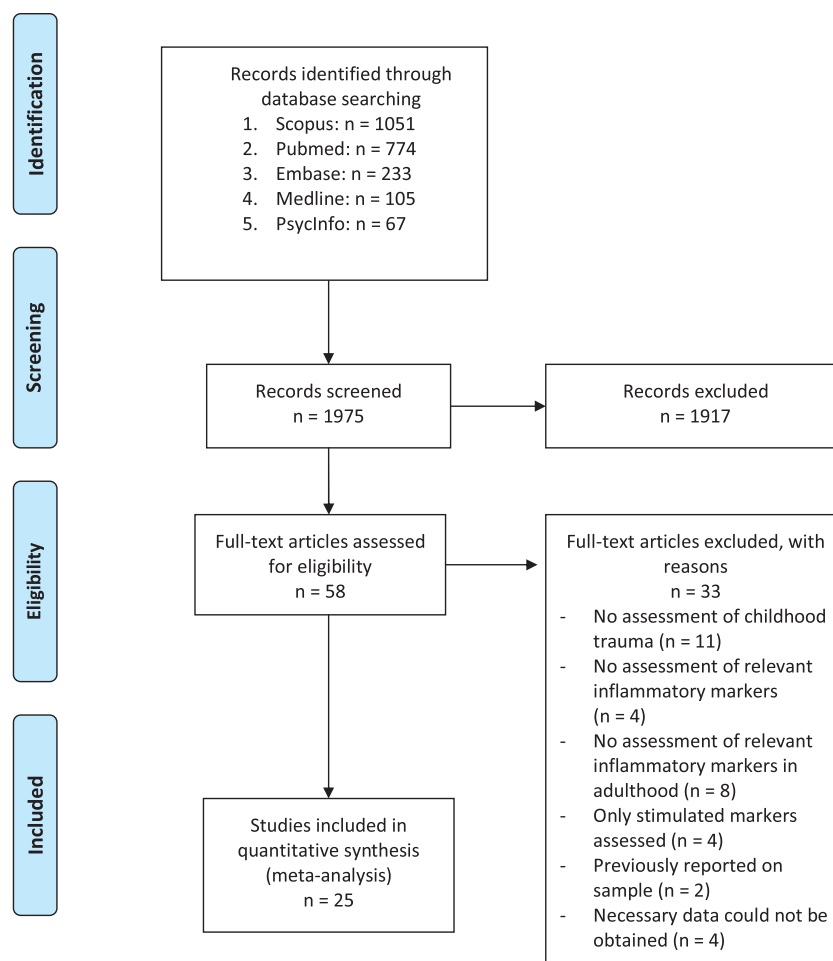 Identification
Records identified through
database searching
1. Scopus: n = 1051
2. Pubmed: n = 774
3. Embase: n = 233
4. Medline: n = 105
5. PsycInfo: n = 67
Screening
Records screened
n = 1975
Records excluded
n = 1917
Eligibility
Full-text articles assessed
for eligibility
n = 58
Full-text articles excluded, with
reasons
n = 33
- No assessment of childhood
trauma (n = 11)
- No assessment of relevant
inflammatory markers
(n = 4)
- No assessment of relevant
inflammatory markers in
adulthood (n = 8)
- Only stimulated markers
assessed (n = 4)
- Previously reported on
sample (n = 2)
- Necessary data could not be
obtained (n = 4)
Included
Studies included in
quantitative synthesis
(meta-analysis)
n = 25